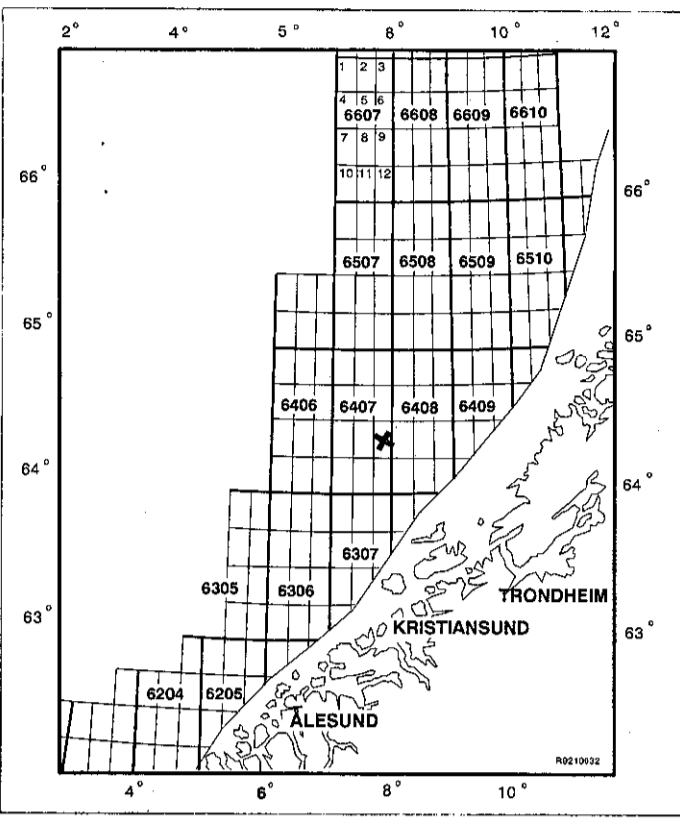 2° 4° 5° 8° 10° 12°
1 2 3
4 5 6
6607 6608 6609 6610
7 8 9
66° 10 11 12 66°
6507 6508 6509 6510
65° 65°
6406 6407 6408 6409
64° 64°
6307
6305 6306 TRONDHEIM
63° KRISTIANSUND 63°
6204 6205
ÅLESUND
R0210032
4° 6° 8° 10°